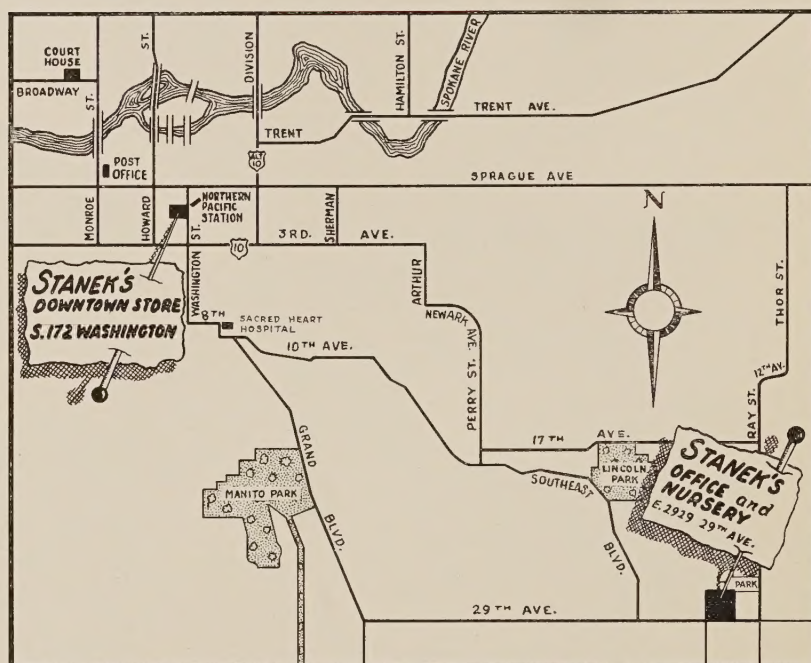 COURT
HOUSE
BROADWAY
ST.
MONROE
ST.
HOWARD
DIVISION
HAMILTON ST.
SPOKANE RIVER
TRENT AVE.
TRENT
ALT
10
POST
OFFICE
SPRAGUE AVE
NORTHERN
PACIFIC
STATION
WASHINGTON ST.
10
3RD. AVE.
SHERMAN
ARTHUR
NEWARK AVE
PERRY ST.
N
THOR ST.
12TH AV.
RAY ST.
STANEK'S
DOWNTOWN STORE
S.172 WASHINGTON
8TH
SACRED HEART
HOSPITAL
10TH AVE.
17TH AVE.
LINCOLN
PARK
SOUTHEAST
BLVD.
GRAND
BLVD.
MANITO PARK
STANEK'S
OFFICE and
NURSERY
E.2929 29TH AVE.
PARK
29TH AVE.